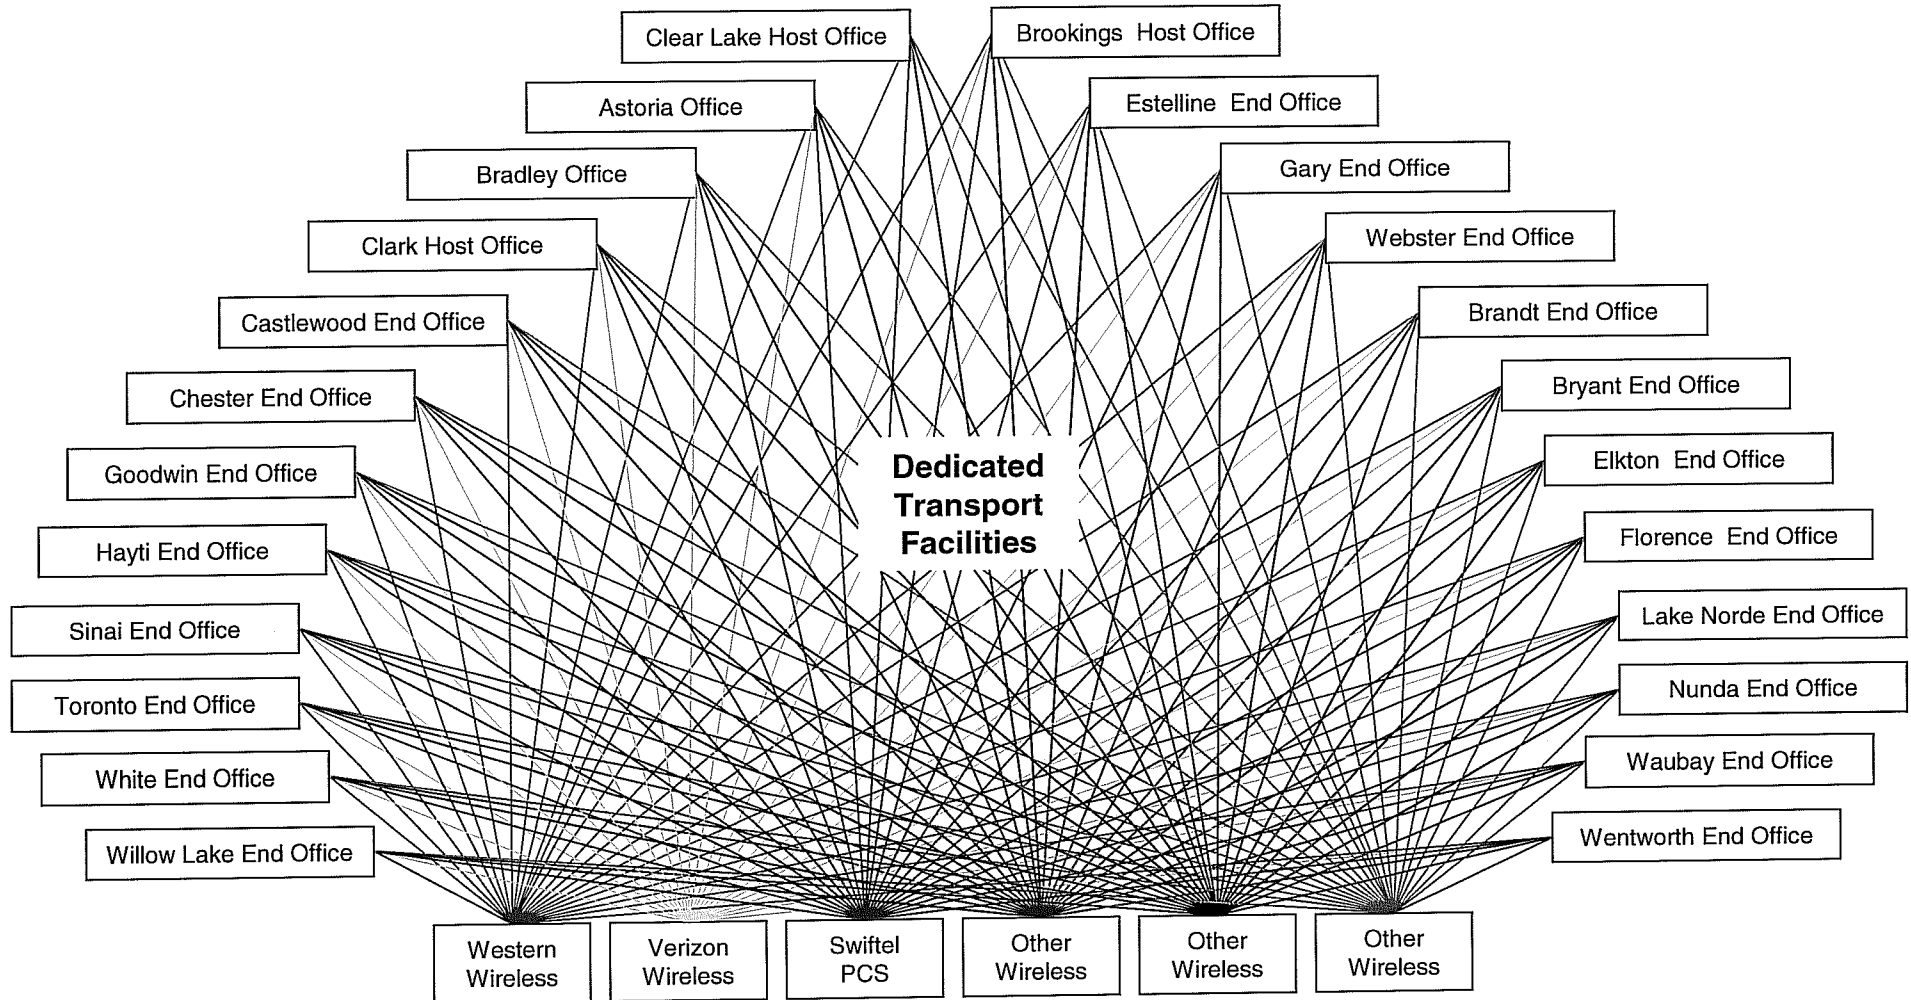 Clear Lake Host Office
Brookings Host Office
Astoria Office
Estelline End Office
Bradley Office
Gary End Office
Clark Host Office
Webster End Office
Castlewood End Office
Brandt End Office
Chester End Office
Bryant End Office
Goodwin End Office
Elkton End Office
Dedicated
Transport
Facilities
Hayti End Office
Florence End Office
Sinai End Office
Lake Norde End Office
Toronto End Office
Nunda End Office
White End Office
Waubay End Office
Willow Lake End Office
Wentworth End Office
Western
Wireless
Verizon
Wireless
Swiftel
PCS
Other
Wireless
Other
Wireless
Other
Wireless